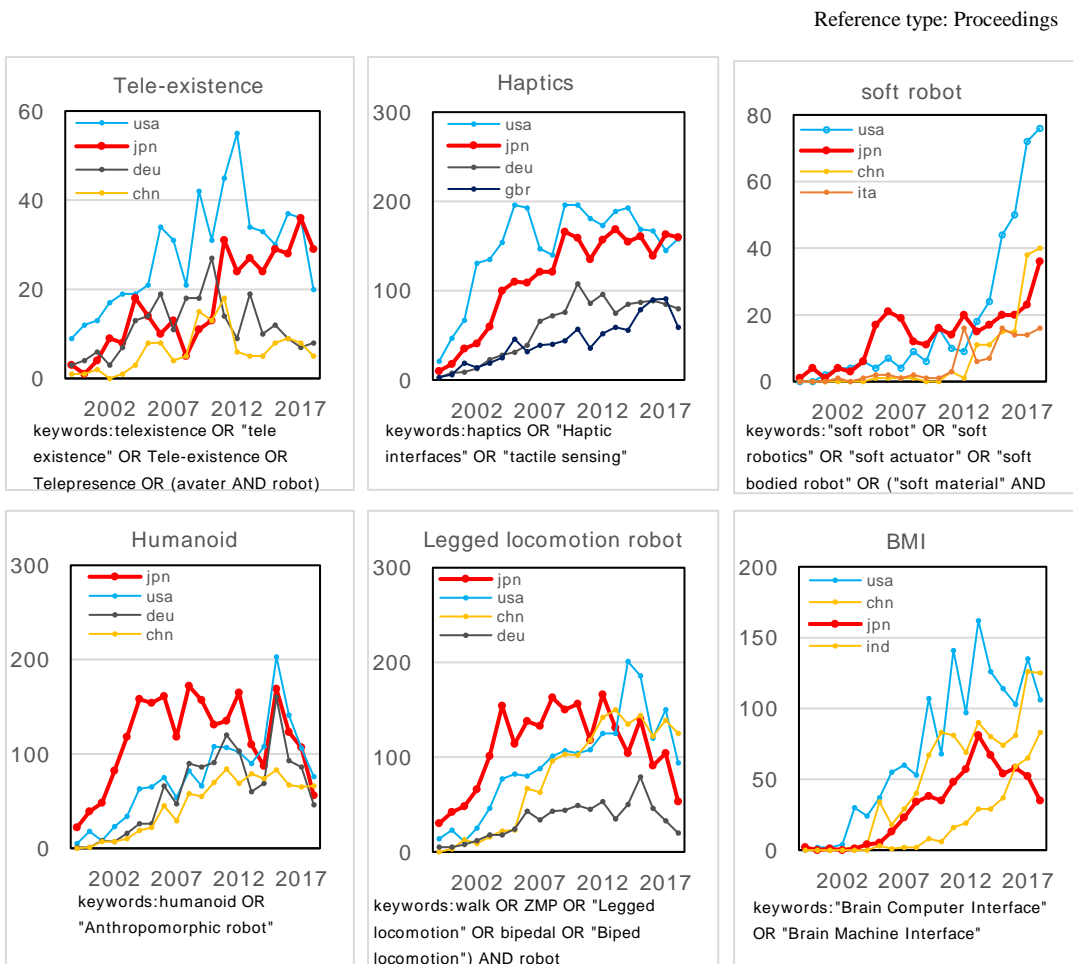 Reference type: Proceedings
Tele-existence
60
40
20
0
usa
jpn
deu
chn
2002 2007 2012 2017
keywords:telexistence OR "tele
existence" OR Tele-existence OR
Telepresence OR (avater AND robot)
Haptics
300
200
100
0
usa
jpn
deu
gbr
2002 2007 2012 2017
keywords:haptics OR "Haptic
interfaces" OR "tactile sensing"
soft robot
80
60
40
20
0
usa
jpn
chn
ita
2002 2007 2012 2017
keywords:"soft robot" OR "soft
robotics" OR "soft actuator" OR "soft
bodied robot" OR ("soft material" AND
Humanoid
300
200
100
0
jpn
usa
deu
chn
2002 2007 2012 2017
keywords:humanoid OR
"Anthropomorphic robot"
Legged locomotion robot
300
200
100
0
jpn
usa
chn
deu
2002 2007 2012 2017
keywords:walk OR ZMP OR "Legged
locomotion" OR bipedal OR "Biped
locomotion") AND robot
BMI
200
150
100
50
0
usa
chn
jpn
ind
2002 2007 2012 2017
keywords:"Brain Computer Interface"
OR "Brain Machine Interface"